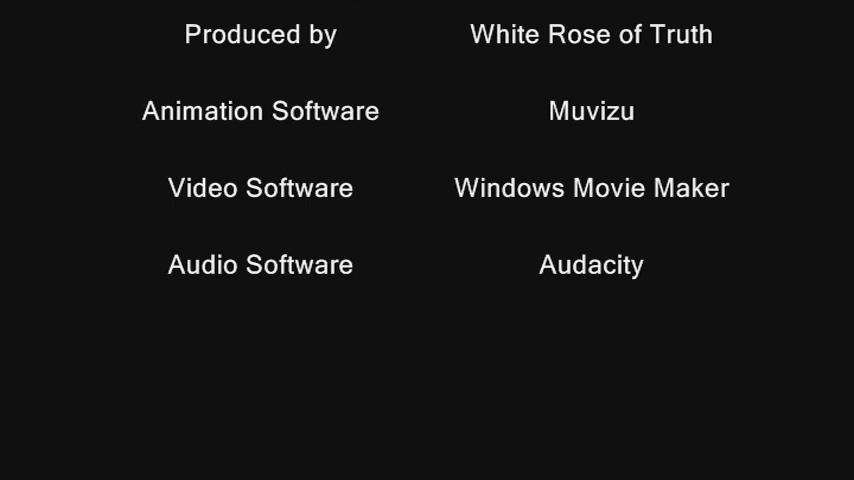 Produced by White Rose of Truth
Animation Software Muvizu
Video Software Windows Movie Maker
Audio Software Audacity